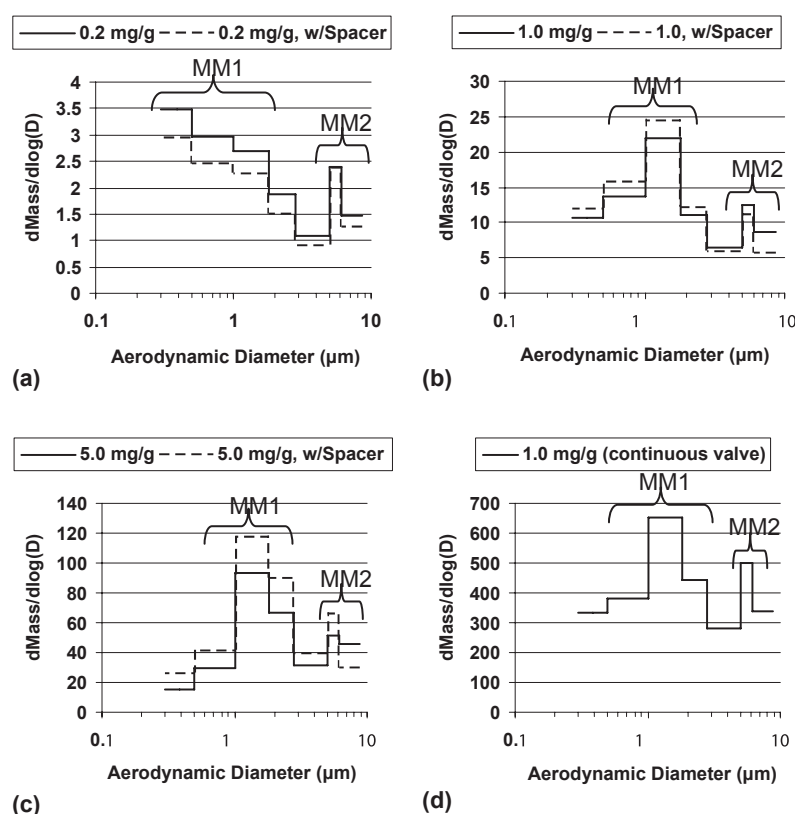 0.2 mg/g 0.2 mg/g, w/Spacer
dMass/dlog(D)
4
3.5
3
2.5
2
1.5
1
0.5
0
MM1
MM2
0.1 1 10
Aerodynamic Diameter (µm)
(a)
1.0 mg/g 1.0, w/Spacer
dMass/dlog(D)
30
25
20
15
10
5
0
MM1
MM2
0.1 1 10
Aerodynamic Diameter (µm)
(b)
5.0 mg/g 5.0 mg/g, w/Spacer
dMass/dlog(D)
140
120
100
80
60
40
20
0
MM1
MM2
0.1 1 10
Aerodynamic Diameter (µm)
(c)
1.0 mg/g (continuous valve)
dMass/dlog(D)
700
600
500
400
300
200
100
0
MM1
MM2
0.1 1 10
Aerodynamic Diameter (µm)
(d)